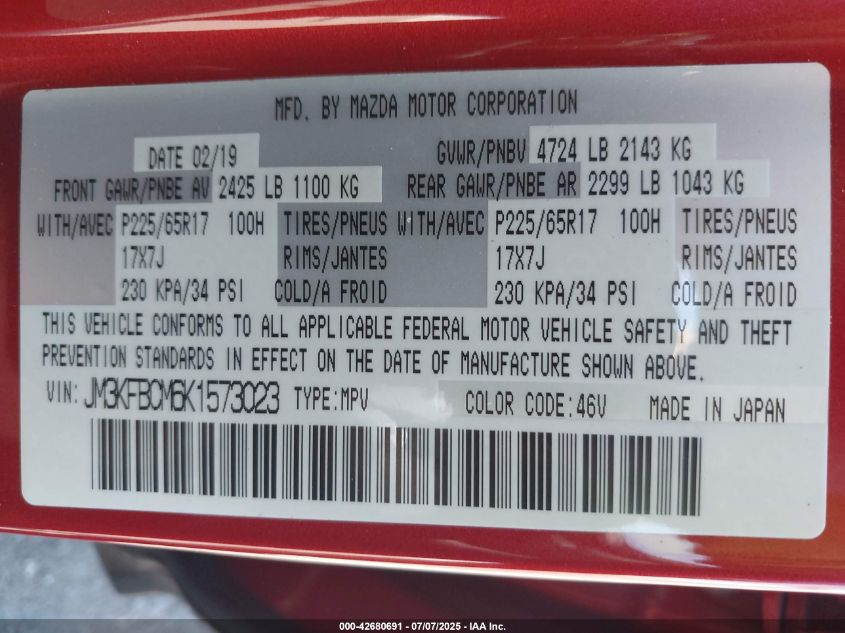 MFD. BY MAZDA MOTOR CORPORATION
DATE 02/19 GVWR/PNBV 4724 LB 2143 KG
FRONT GAWR/PNBE AV 2425 LB 1100 KG REAR GAWR/PNBE AR 2299 LB 1043 KG
WITH/AVEC P225/65R17 100H TIRES/PNEUS WITH/AVEC P225/65R17 100H TIRES/PNEUS
17X7J RIMS/JANTES 17X7J RIMS/JANTES
230 KPA/34 PSI COLD/A FROID 230 KPA/34 PSI COLD/A FROID
THIS VEHICLE CONFORMS TO ALL APPLICABLE FEDERAL MOTOR VEHICLE SAFETY AND THEFT
PREVENTION STANDARDS IN EFFECT ON THE DATE OF MANUFACTURE SHOWN ABOVE.
VIN: JM3KFBCM6K1573023 TYPE:MPV COLOR CODE:46V MADE IN JAPAN
000-42680691 - 07/07/2025 - IAA Inc.